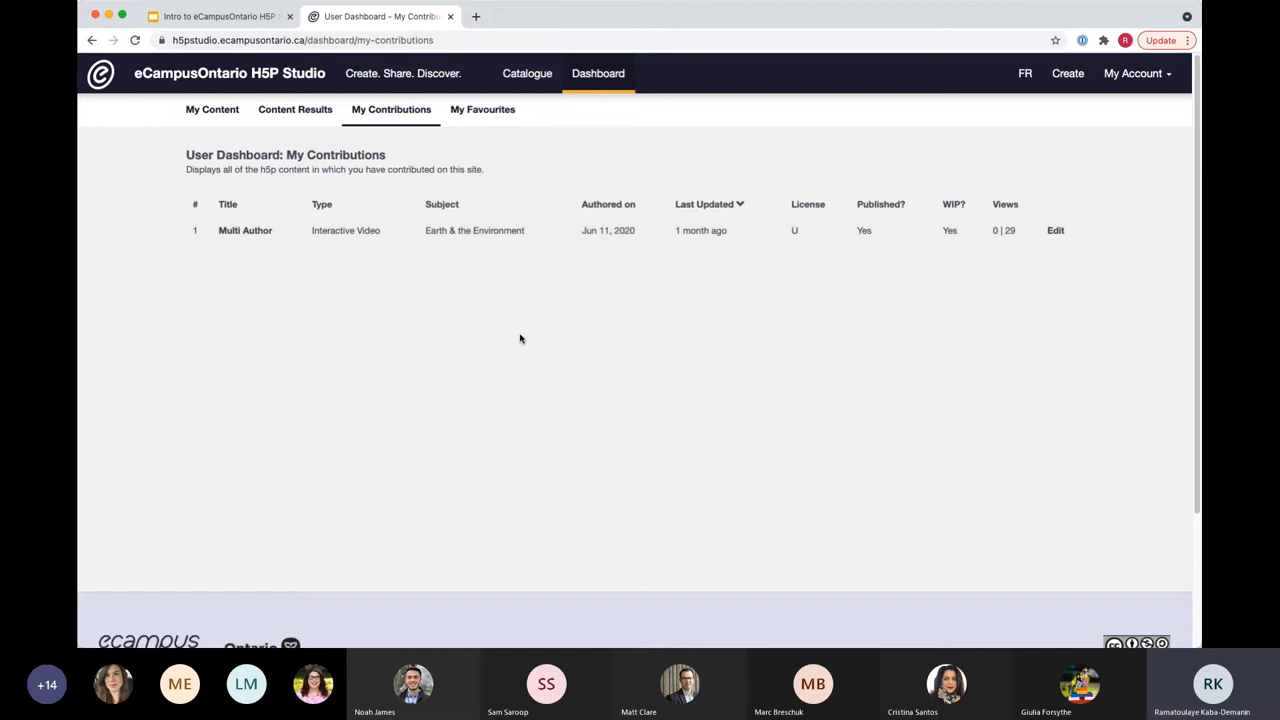 Intro to eCampusOntario H5P S
User Dashboard - My Contribu
h5pstudio.ecampusontario.ca/dashboard/my-contributions
R
Update
eCampusOntario H5P Studio
Create. Share. Discover.
Catalogue
Dashboard
FR
Create
My Account
My Content
Content Results
My Contributions
My Favourites
User Dashboard: My Contributions
Displays all of the h5p content in which you have contributed on this site.
# Title Type Subject Authored on Last Updated License Published? WIP? Views
1 Multi Author Interactive Video Earth & the Environment Jun 11, 2020 1 month ago U Yes Yes 0 | 29 Edit
ecampus
Ontario
+14
ME
LM
SS
MB
RK
Noah James
Sam Saroop
Matt Clare
Marc Breschuk
Cristina Santos
Giulia Forsythe
Ramatoulaye Kaba-Demanin